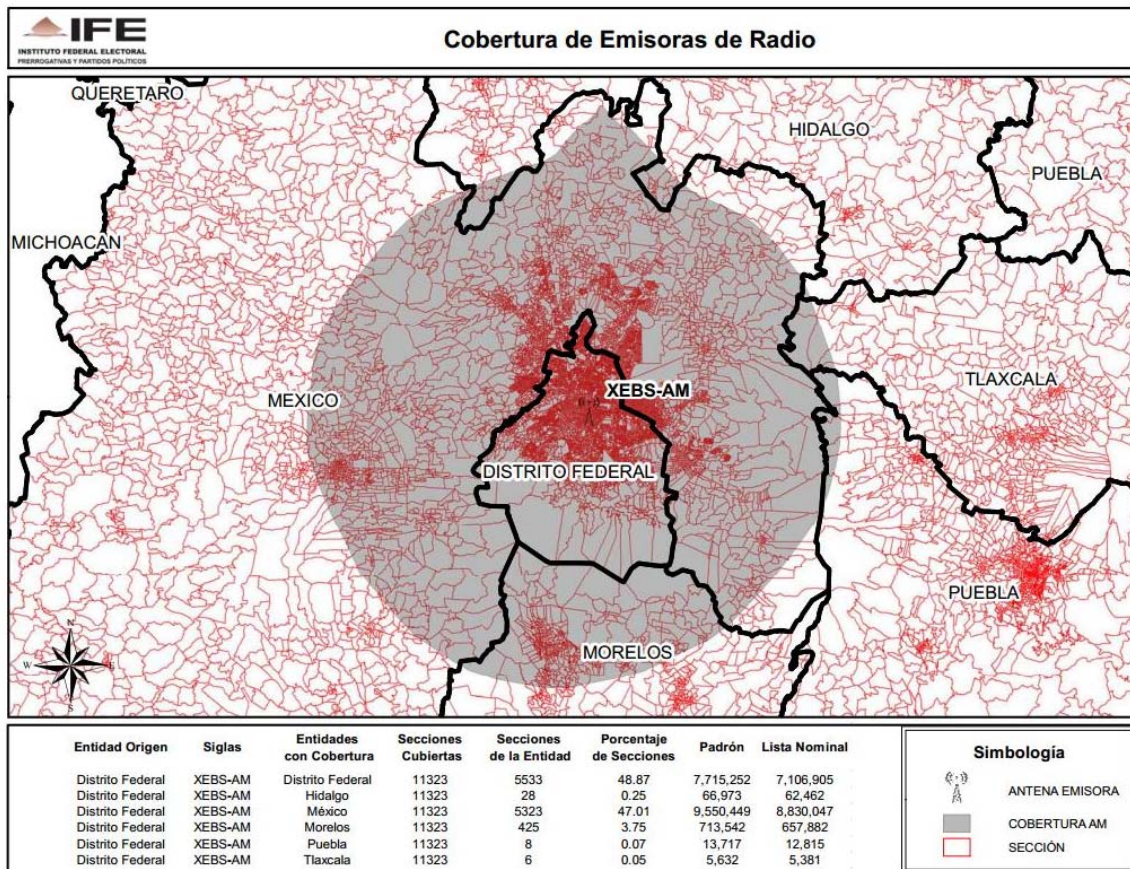 IFE
INSTITUTO FEDERAL ELECTORAL
PRERROGATIVAS Y PARTIDOS POLÍTICOS
Cobertura de Emisoras de Radio
QUERETARO
HIDALGO
PUEBLA
MICHOACÁN
TLAXCALA
MEXICO
XEBS-AM
DISTRITO FEDERAL
PUEBLA
MORELOS
N
W E
S
Entidad Origen Siglas Entidades con Cobertura Secciones Cubiertas Secciones de la Entidad Porcentaje de Secciones Padrón Lista Nominal
Distrito Federal XEBS-AM Distrito Federal 11323 5533 48.87 7,715,252 7,106,905
Distrito Federal XEBS-AM Hidalgo 11323 28 0.25 66,973 62,462
Distrito Federal XEBS-AM México 11323 5323 47.01 9,550,449 8,830,047
Distrito Federal XEBS-AM Morelos 11323 425 3.75 713,542 657,882
Distrito Federal XEBS-AM Puebla 11323 8 0.07 13,717 12,815
Distrito Federal XEBS-AM Tlaxcala 11323 6 0.05 5,632 5,381
Simbología
ANTENA EMISORA
COBERTURA AM
SECCIÓN